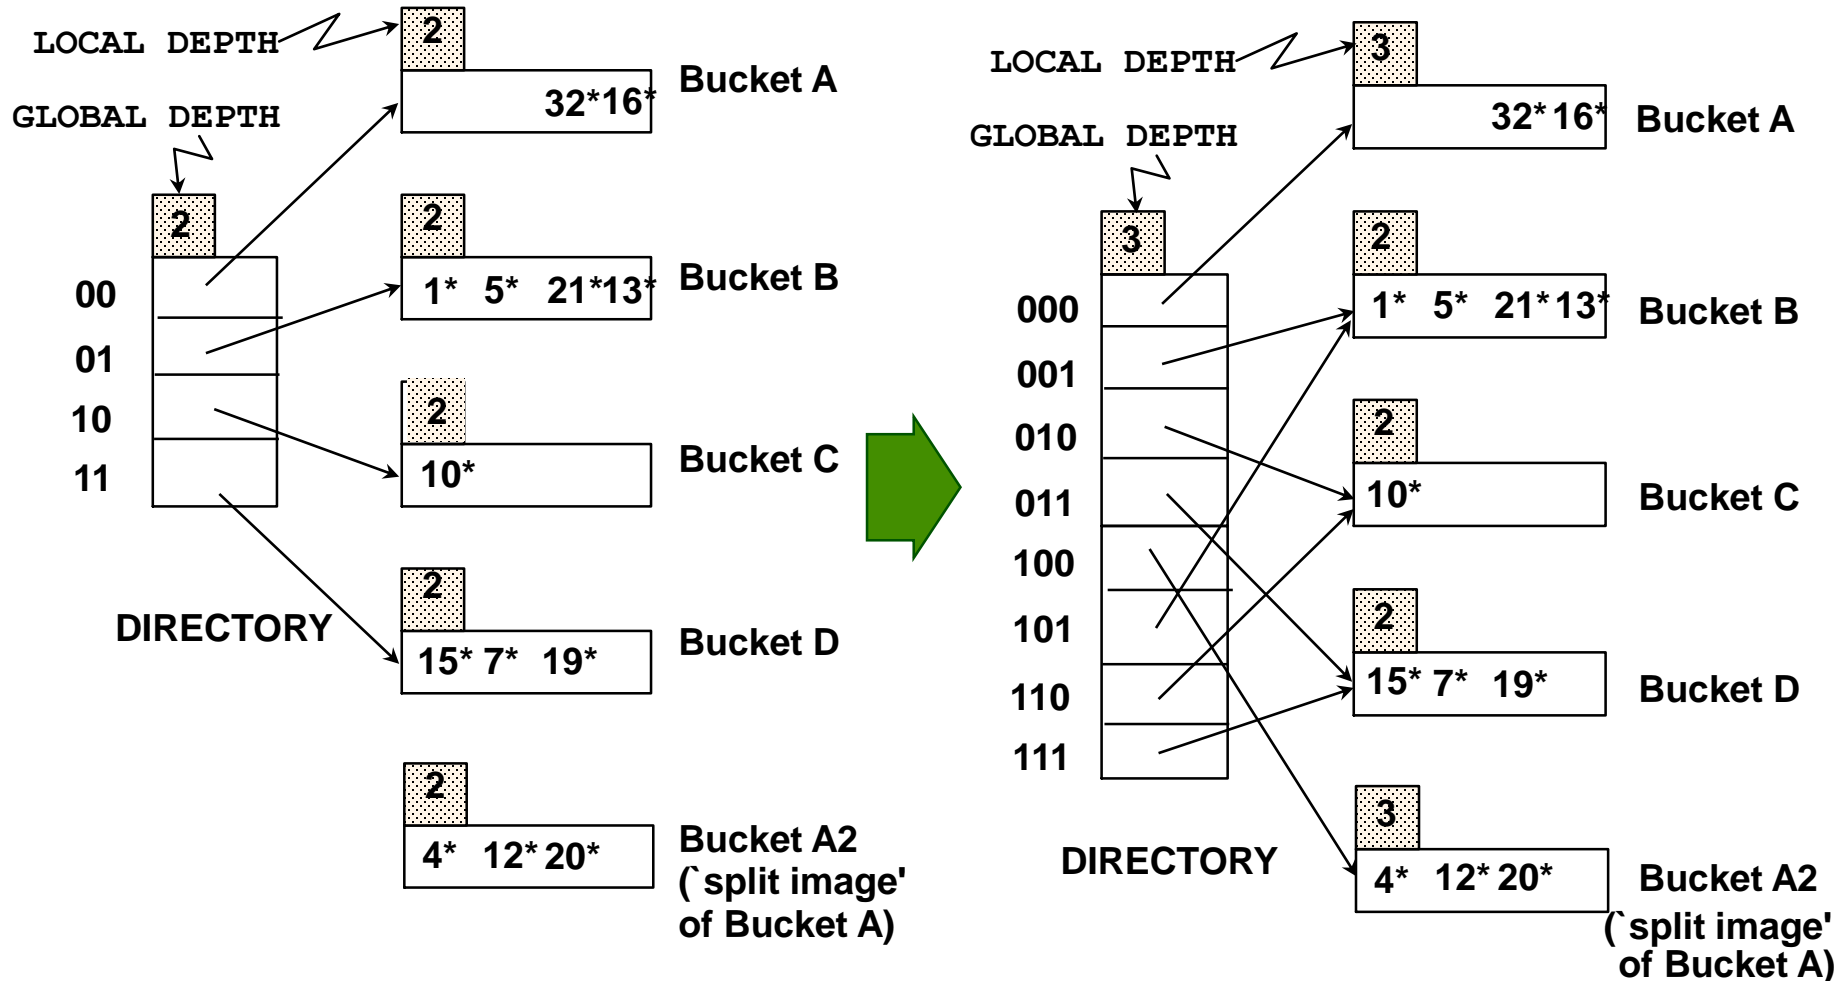 LOCAL DEPTH
2
32* 16*
Bucket A
GLOBAL DEPTH
2
2
1* 5* 21* 13*
Bucket B
00
01
10
11
2
10*
Bucket C
DIRECTORY
2
15* 7* 19*
Bucket D
2
4* 12* 20*
Bucket A2
(`split image'
of Bucket A)
LOCAL DEPTH
3
32* 16*
Bucket A
GLOBAL DEPTH
3
2
1* 5* 21* 13*
Bucket B
000
001
010
011
100
101
110
111
2
10*
Bucket C
2
15* 7* 19*
Bucket D
DIRECTORY
3
4* 12* 20*
Bucket A2
(`split image'
of Bucket A)